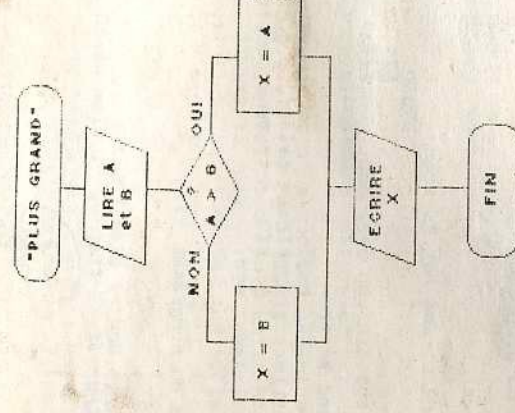 "PLUS GRAND"
LIRE A
et B
?
A > B
NON
OUI
X = B
X = A
ECRIRE
X
FIN